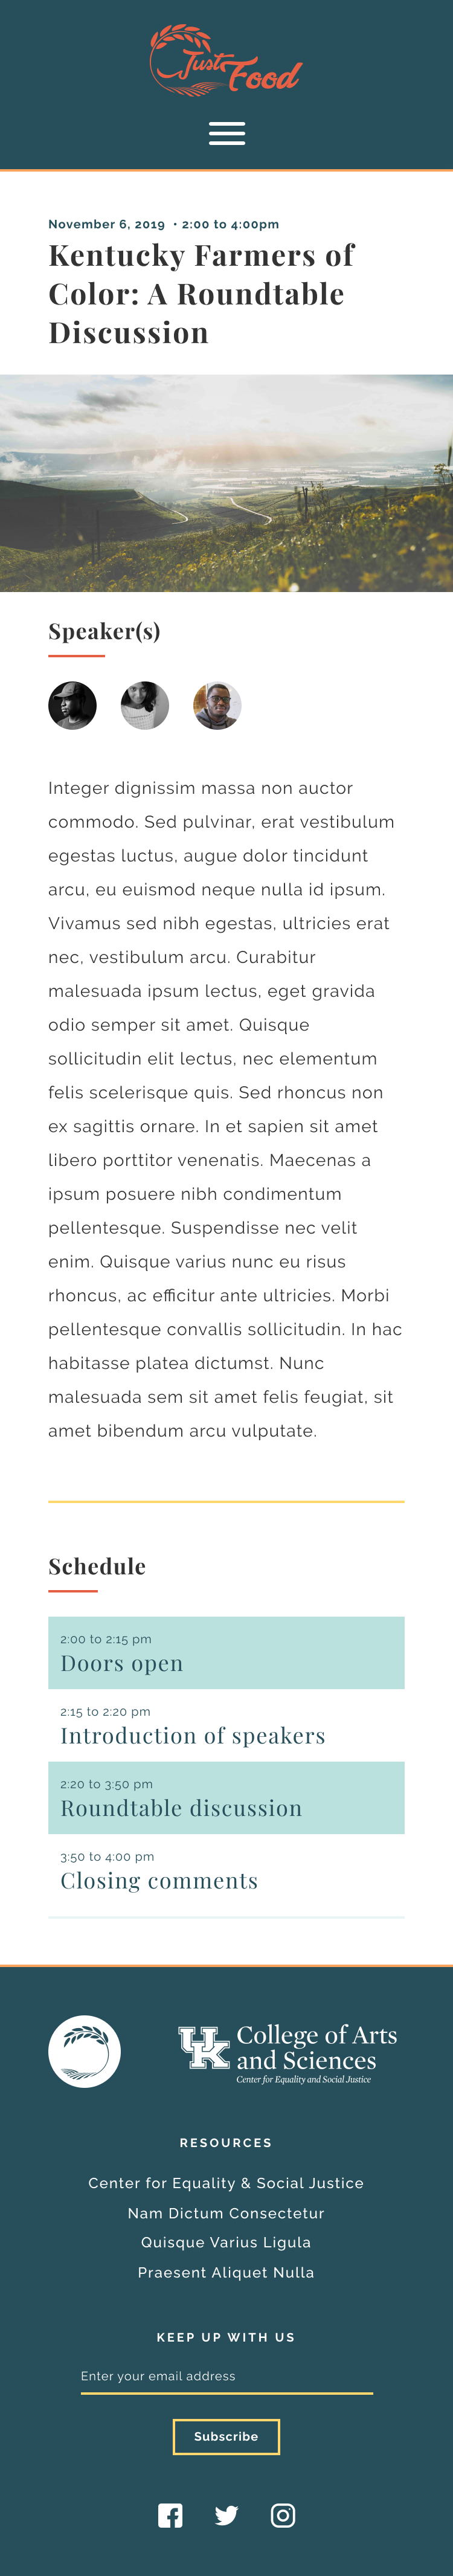 Just Food
November 6, 2019 • 2:00 to 4:00pm
Kentucky Farmers of
Color: A Roundtable
Discussion
Speaker(s)
Integer dignissim massa non auctor
commodo. Sed pulvinar, erat vestibulum
egestas luctus, augue dolor tincidunt
arcu, eu euismod neque nulla id ipsum.
Vivamus sed nibh egestas, ultricies erat
nec, vestibulum arcu. Curabitur
malesuada ipsum lectus, eget gravida
odio semper sit amet. Quisque
sollicitudin elit lectus, nec elementum
felis scelerisque quis. Sed rhoncus non
ex sagittis ornare. In et sapien sit amet
libero porttitor venenatis. Maecenas a
ipsum posuere nibh condimentum
pellentesque. Suspendisse nec velit
enim. Quisque varius nunc eu risus
rhoncus, ac efficitur ante ultricies. Morbi
pellentesque convallis sollicitudin. In hac
habitasse platea dictumst. Nunc
malesuada sem sit amet felis feugiat, sit
amet bibendum arcu vulputate.
Schedule
2:00 to 2:15 pm
Doors open
2:15 to 2:20 pm
Introduction of speakers
2:20 to 3:50 pm
Roundtable discussion
3:50 to 4:00 pm
Closing comments
UK College of Arts
and Sciences
Center for Equality and Social Justice
RESOURCES
Center for Equality & Social Justice
Nam Dictum Consectetur
Quisque Varius Ligula
Praesent Aliquet Nulla
KEEP UP WITH US
Enter your email address
Subscribe